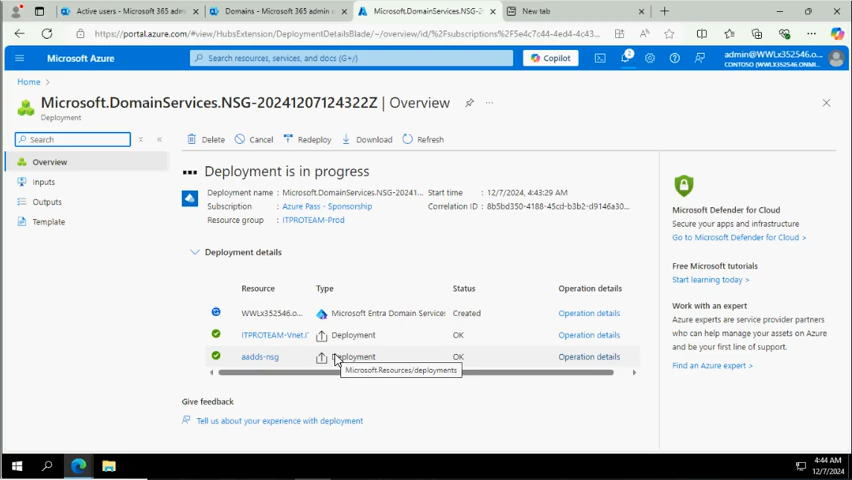 Active users - Microsoft 365 admi
Domains - Microsoft 365 admin c
Microsoft.DomainServices.NSG-2
New tab
https://portal.azure.com/#view/HubsExtension/DeploymentDetailsBlade/~/overview/id/%2Fsubscriptions%2F5e4c7c44-4ed4-4c43...
Microsoft Azure
Search resources, services, and docs (G+/)
Copilot
2
admin@WWLx352546.o...
CONTOSO (WWLX352546.ONMI...
Home >
Microsoft.DomainServices.NSG-20241207124322Z | Overview
Deployment
Search
Delete
Cancel
Redeploy
Download
Refresh
Overview
Inputs
Outputs
Template
Deployment is in progress
Deployment name : Microsoft.DomainServices.NSG-20241...
Start time : 12/7/2024, 4:43:29 AM
Subscription : Azure Pass - Sponsorship
Correlation ID : 8b5bd350-4188-45cd-b3b2-d9146a30...
Resource group : ITPROTEAM-Prod
Deployment details
Resource Type Status Operation details
WWLx352546.o... Microsoft Entra Domain Service: Created Operation details
ITPROTEAM-Vnet. Deployment OK Operation details
aadds-nsg Deployment OK Operation details
Microsoft.Resources/deployments
Give feedback
Tell us about your experience with deployment
Microsoft Defender for Cloud
Secure your apps and infrastructure
Go to Microsoft Defender for Cloud >
Free Microsoft tutorials
Start learning today >
Work with an expert
Azure experts are service provider partners
who can help manage your assets on Azure
and be your first line of support.
Find an Azure expert >
4:44 AM
12/7/2024